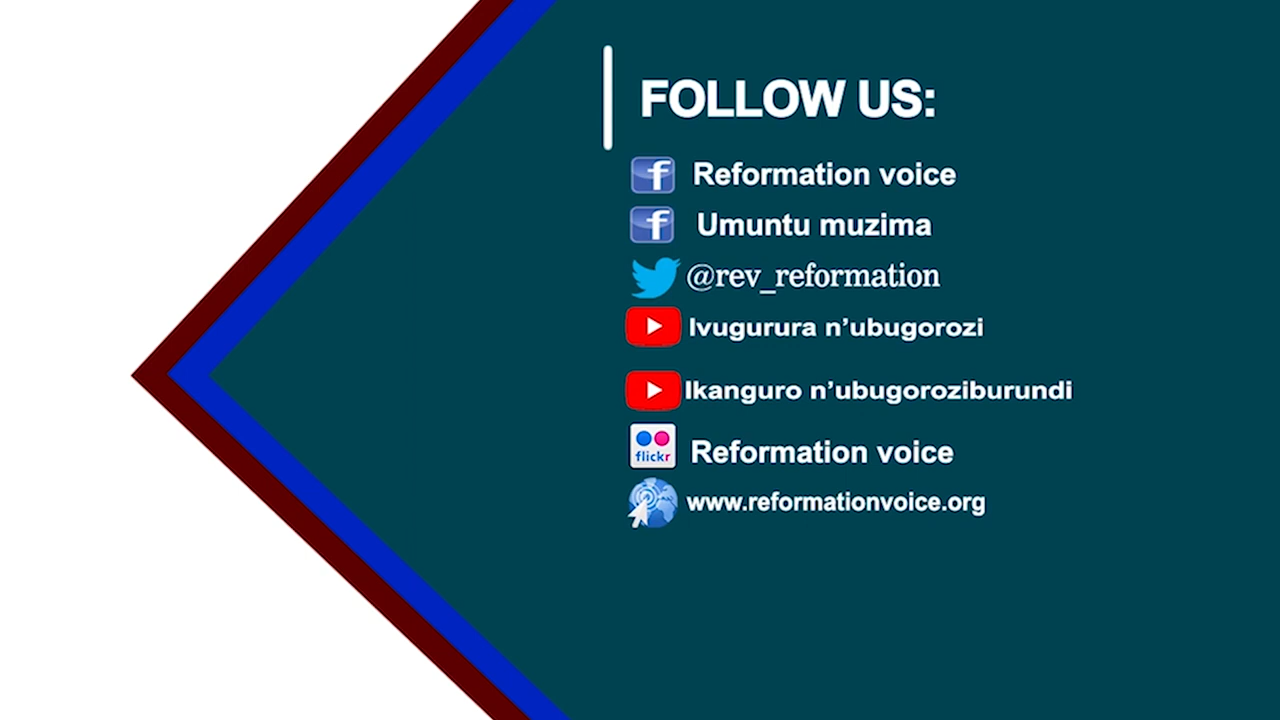 FOLLOW US:
Reformation voice
Umuntu muzima
@rev_reformation
Ivugurura n’ubugorozi
Ikanguro n’ubugoroziburundi
flickr
Reformation voice
www.reformationvoice.org